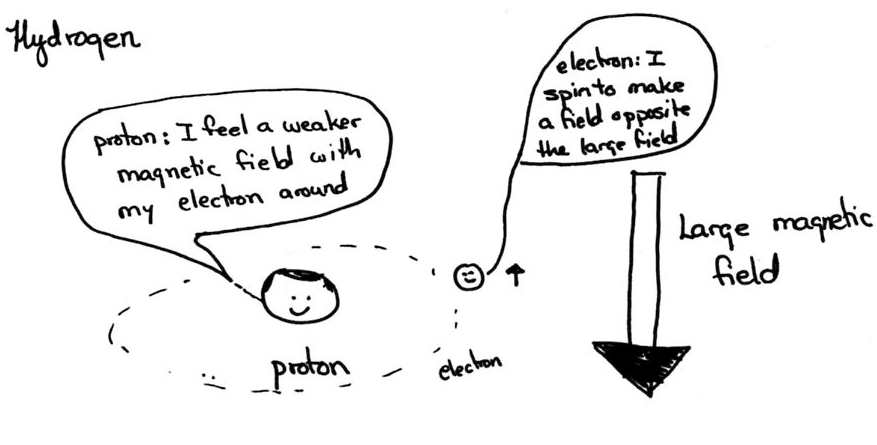 Hydrogen
proton: I feel a weaker
magnetic field with
my electron around
electron: I
spin to make
a field opposite
the large field
Large magnetic
field
proton
electron